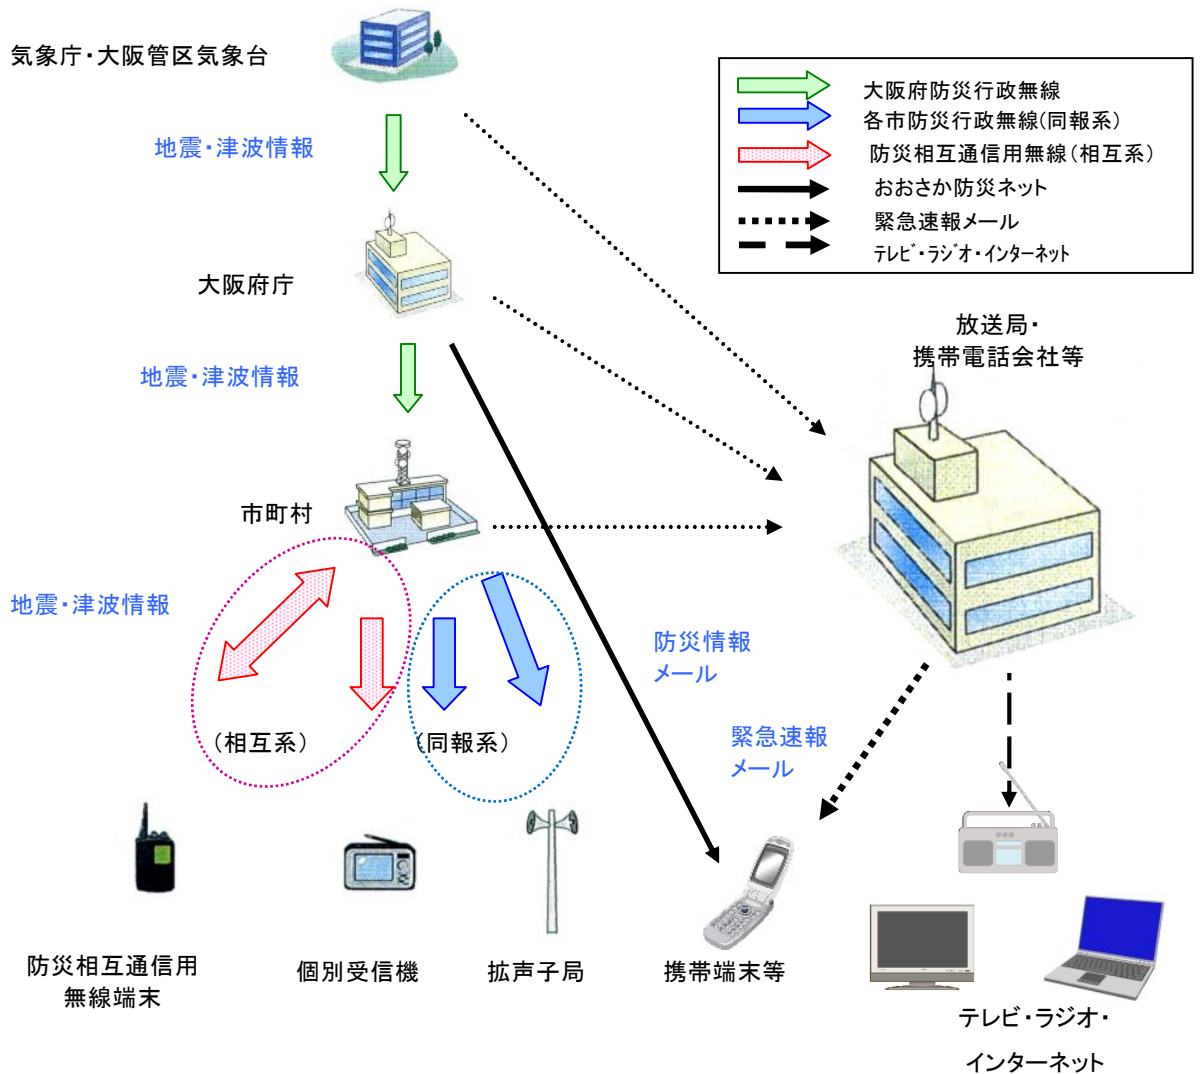 気象庁・大阪管区気象台
地震・津波情報
大阪府防災行政無線
各市防災行政無線(同報系)
防災相互通信用無線(相互系)
おおさか防災ネット
緊急速報メール
テレビ・ラジオ・インターネット
大阪府庁
放送局・
携帯電話会社等
地震・津波情報
市町村
地震・津波情報
防災情報
メール
(相互系)
(同報系)
緊急速報
メール
防災相互通信用
無線端末
個別受信機
拡声子局
携帯端末等
テレビ・ラジオ・
インターネット